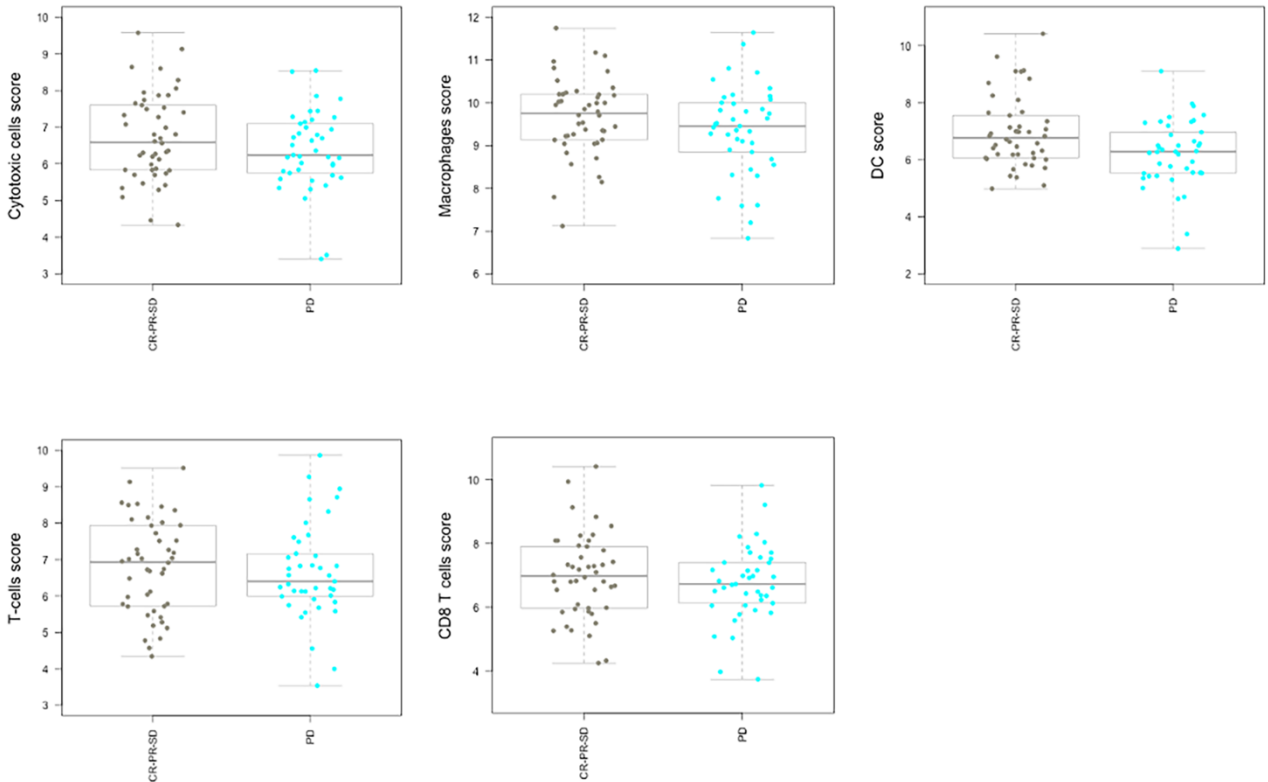 Cytotoxic cells score
10
9
8
7
6
5
4
3
CR-PR-SD
PD
Macrophages score
12
11
10
9
8
7
6
CR-PR-SD
PD
DC score
10
8
6
4
2
CR-PR-SD
PD
T-cells score
10
9
8
7
6
5
4
3
CR-PR-SD
PD
CD8 T cells score
10
8
6
4
CR-PR-SD
PD